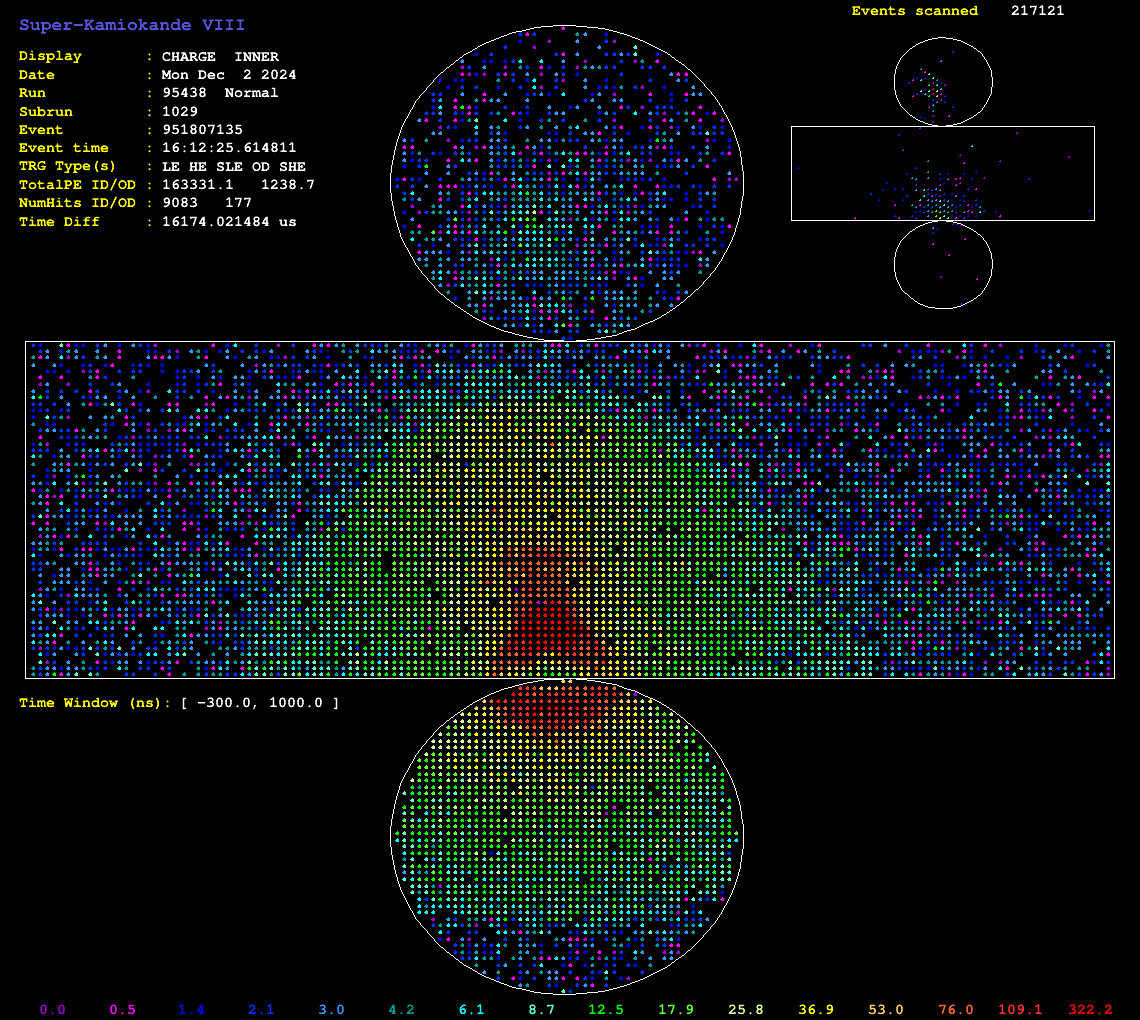 Super-Kamiokande VIII
Events scanned 217121
Display : CHARGE INNER
Date : Mon Dec 2 2024
Run : 95438 Normal
Subrun : 1029
Event : 951807135
Event time : 16:12:25.614811
TRG Type(s) : LE HE SLE OD SHE
TotalPE ID/OD : 163331.1 1238.7
NumHits ID/OD : 9083 177
Time Diff : 16174.021484 us
Time Window (ns): [ -300.0, 1000.0 ]
0.0 0.5 1.4 2.1 3.0 4.2 6.1 8.7 12.5 17.9 25.8 36.9 53.0 76.0 109.1 322.2